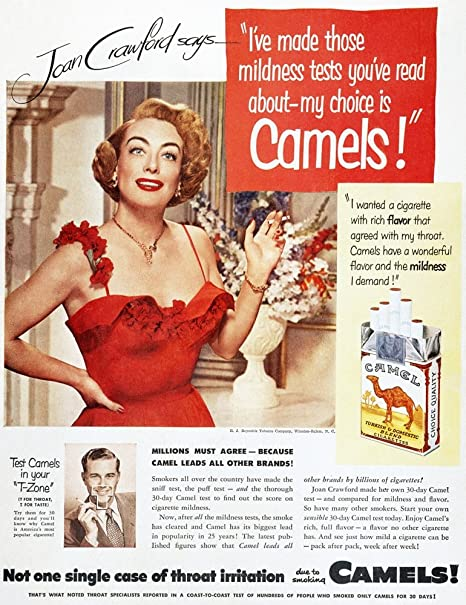 Joan Crawford says—
"I've made those
mildness tests you've read
about—my choice is
Camels!"
"I wanted a cigarette
with rich flavor that
agreed with my throat.
Camels have a wonderful
flavor and the mildness
I demand!"
CAMEL
TURKISH & DOMESTIC
BLEND
CIGARETTES
CHOICE QUALITY
R. J. Reynolds Tobacco Company, Winston-Salem, N. C.
Test Camels
in your
"T-Zone"
(T FOR THROAT,
T FOR TASTE)
Try them for 30
days and you'll
know why Camel
is America's most
popular cigarette!
MILLIONS MUST AGREE — BECAUSE
CAMEL LEADS ALL OTHER BRANDS!
Smokers all over the country have made the
sniff test, the puff test — and the thorough
30-day Camel test to find out the score on
cigarette mildness.
Now, after all the mildness tests, the smoke
has cleared and Camel has its biggest lead
in popularity in 25 years! The latest pub-
lished figures show that Camel leads all
other brands by billions of cigarettes!
Joan Crawford made her own 30-day Camel
test — and compared for mildness and flavor.
So have many other smokers. Start your own
sensible 30-day Camel test today. Enjoy Camel's
rich, full flavor — a flavor no other cigarette
has. And see just how mild a cigarette can be
— pack after pack, week after week!
Not one single case of throat irritation due to smoking CAMELS!
THAT'S WHAT NOTED THROAT SPECIALISTS REPORTED IN A COAST-TO-COAST TEST OF HUNDREDS OF PEOPLE WHO SMOKED ONLY CAMELS FOR 30 DAYS!